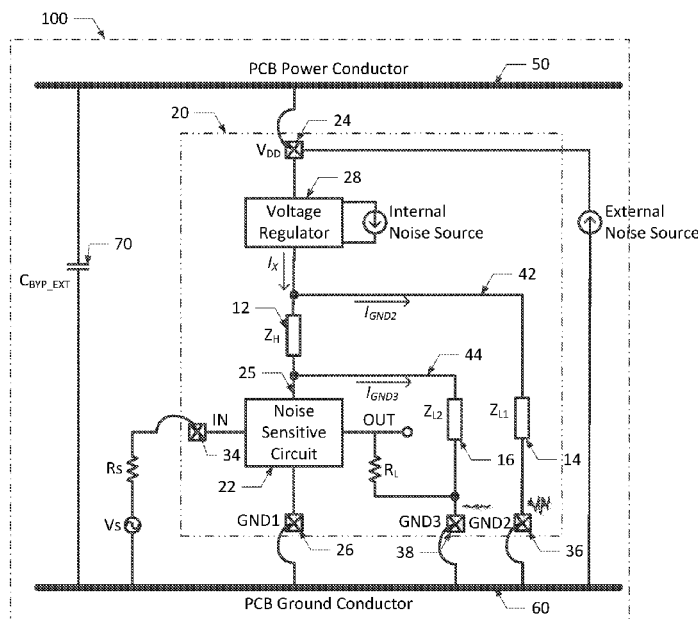 100
PCB Power Conductor
50
20
24
VDD
28
Voltage
Regulator
Internal
Noise Source
External
Noise Source
70
CBYP_EXT
IX
42
12
IGND2
ZH
44
25
IGND3
IN
Noise
Sensitive
Circuit
OUT
ZL2
ZL1
34
16
14
RS
RL
22
VS
GND1
GND3
GND2
26
38
36
PCB Ground Conductor
60